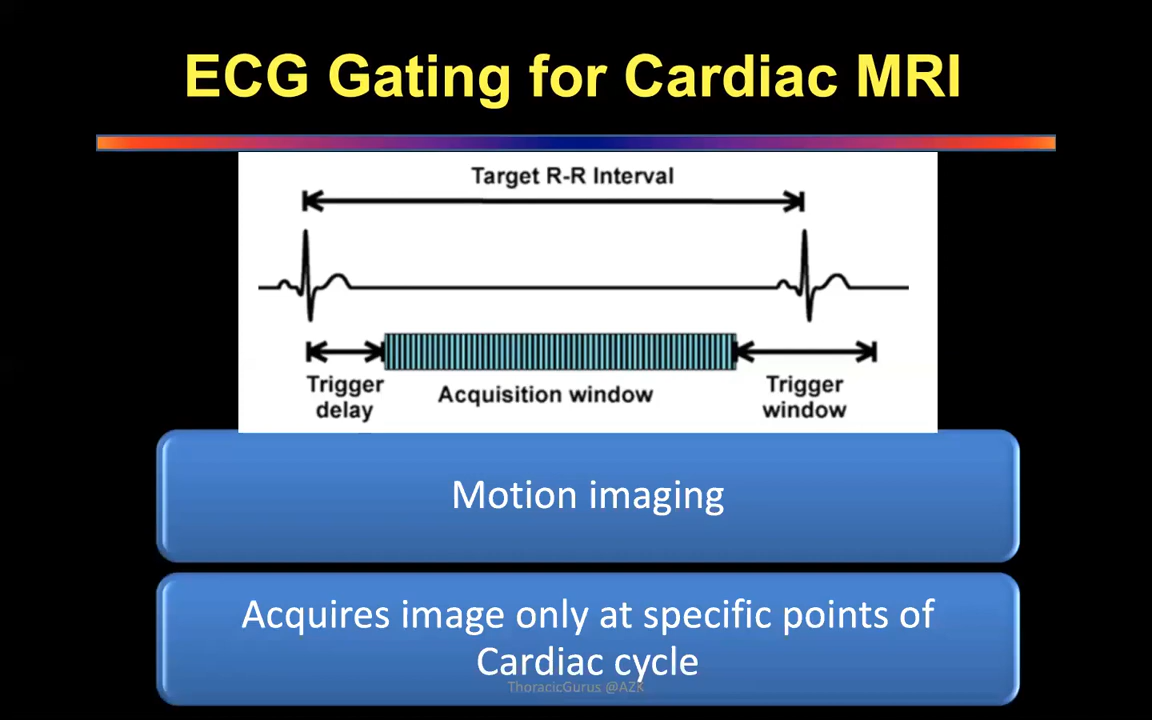 ECG Gating for Cardiac MRI
Target R-R Interval
Trigger
delay
Acquisition window
Trigger
window
Motion imaging
Acquires image only at specific points of
Cardiac cycle
ThoracicGurus @AZK